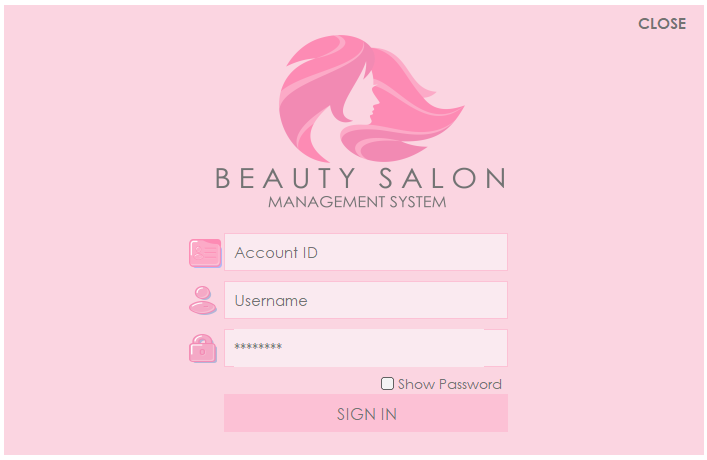 CLOSE
BEAUTY SALON
MANAGEMENT SYSTEM
Account ID
Username
********
Show Password
SIGN IN